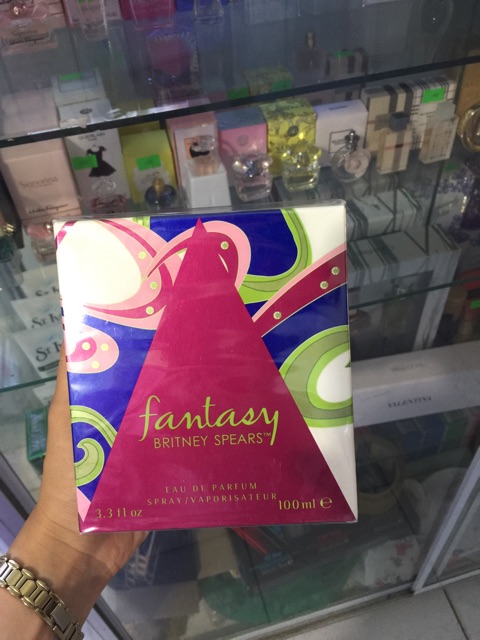 fantasy
BRITNEY SPEARS™
EAU DE PARFUM
SPRAY/VAPORISATEUR
3.3 fl oz
100ml ℮
VALENTINA